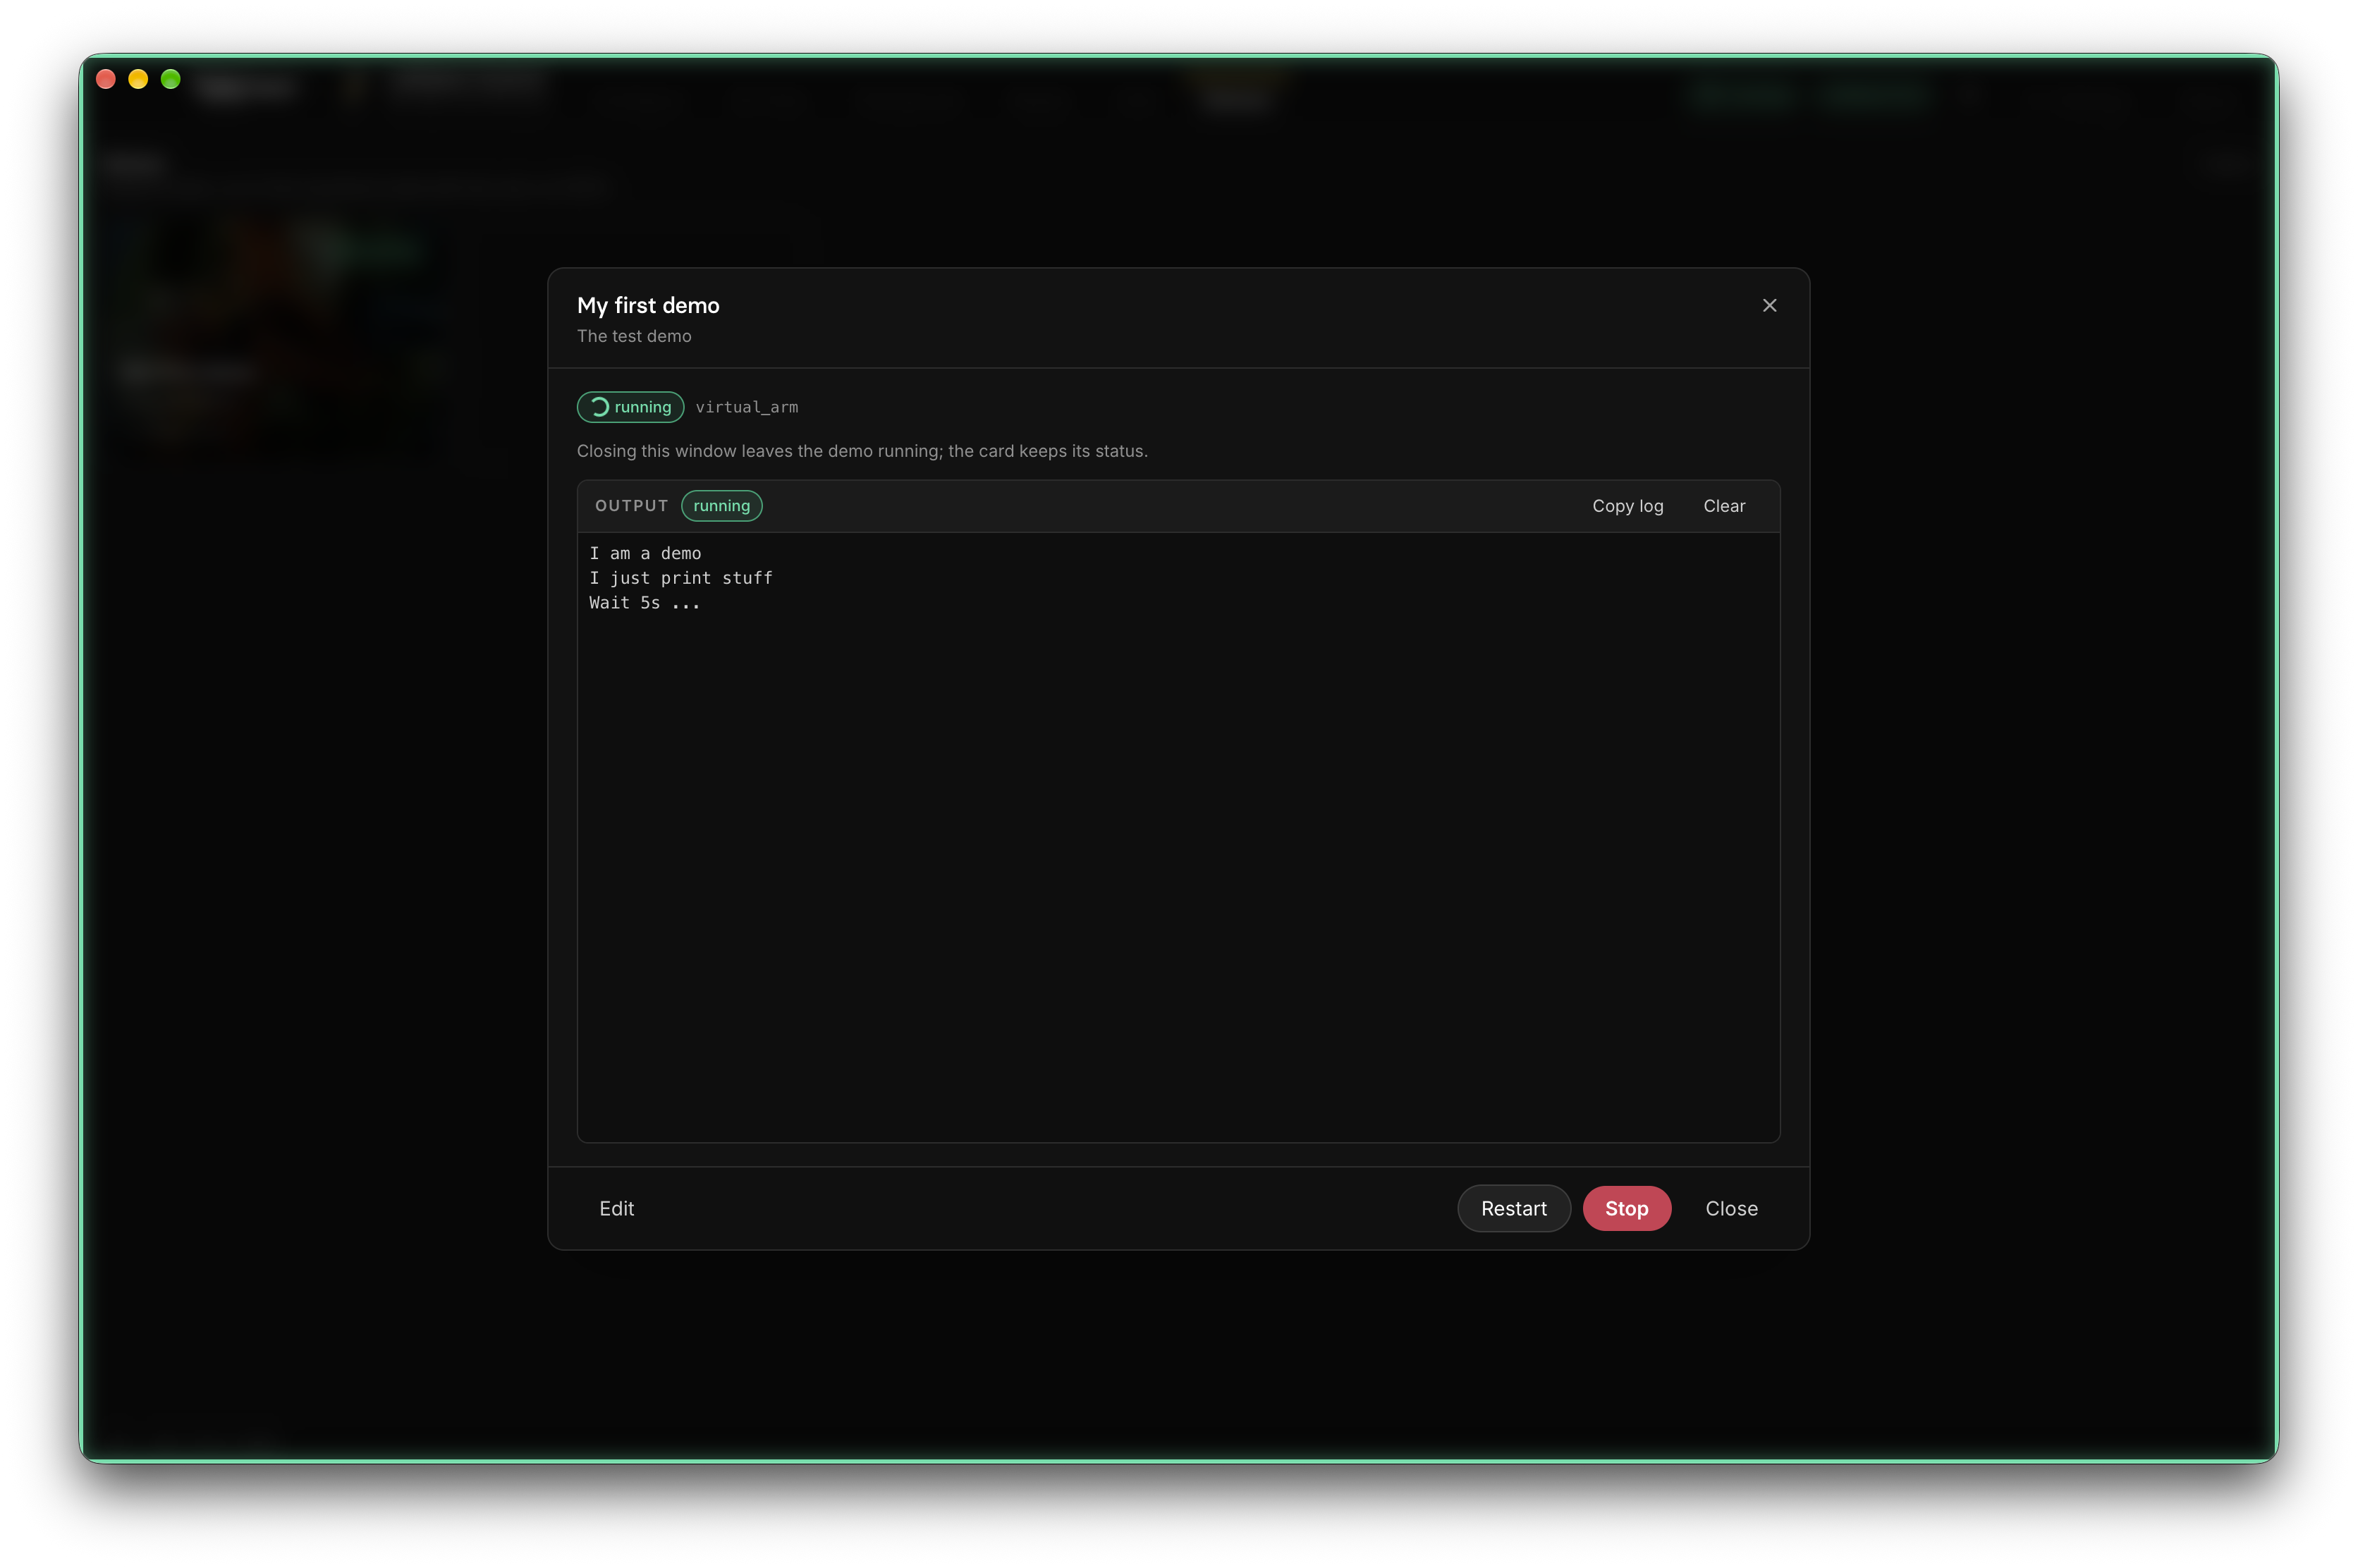 My first demo
The test demo
running virtual_arm
Closing this window leaves the demo running; the card keeps its status.
OUTPUT running Copy log Clear
I am a demo
I just print stuff
Wait 5s ...
Edit Restart Stop Close